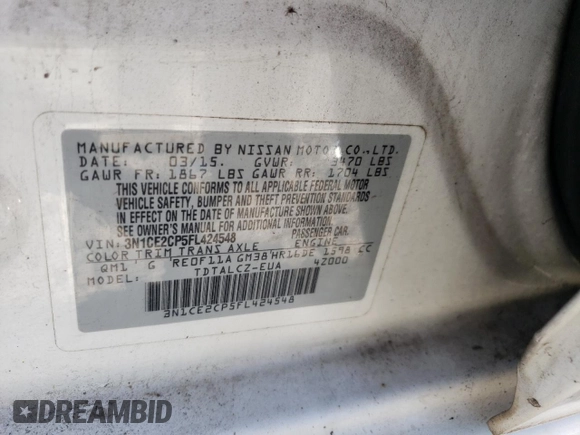 MANUFACTURED BY NISSAN MOTOR CO.,LTD.
DATE: 03/15. GVWR: 3470 LBS
GAWR FR: 1867 LBS GAWR RR: 1704 LBS
THIS VEHICLE CONFORMS TO ALL APPLICABLE FEDERAL MOTOR
VEHICLE SAFETY, BUMPER AND THEFT PREVENTION STANDARDS IN
EFFECT ON THE DATE OF MANUFACTURE SHOWN ABOVE.
SEE OWNER'S MANUAL FOR ADDITIONAL INFORMATION
VIN: 3N1CE2CP5FL424548 PASSENGER CAR.
COLOR TRIM TRANS AXLE ENGINE
QM1 G RE0F11A GM38 HR16DE 1598 CC
MODEL: TDTALCZ-EUA 42000
3N1CE2CP5FL424548
DREAMBID